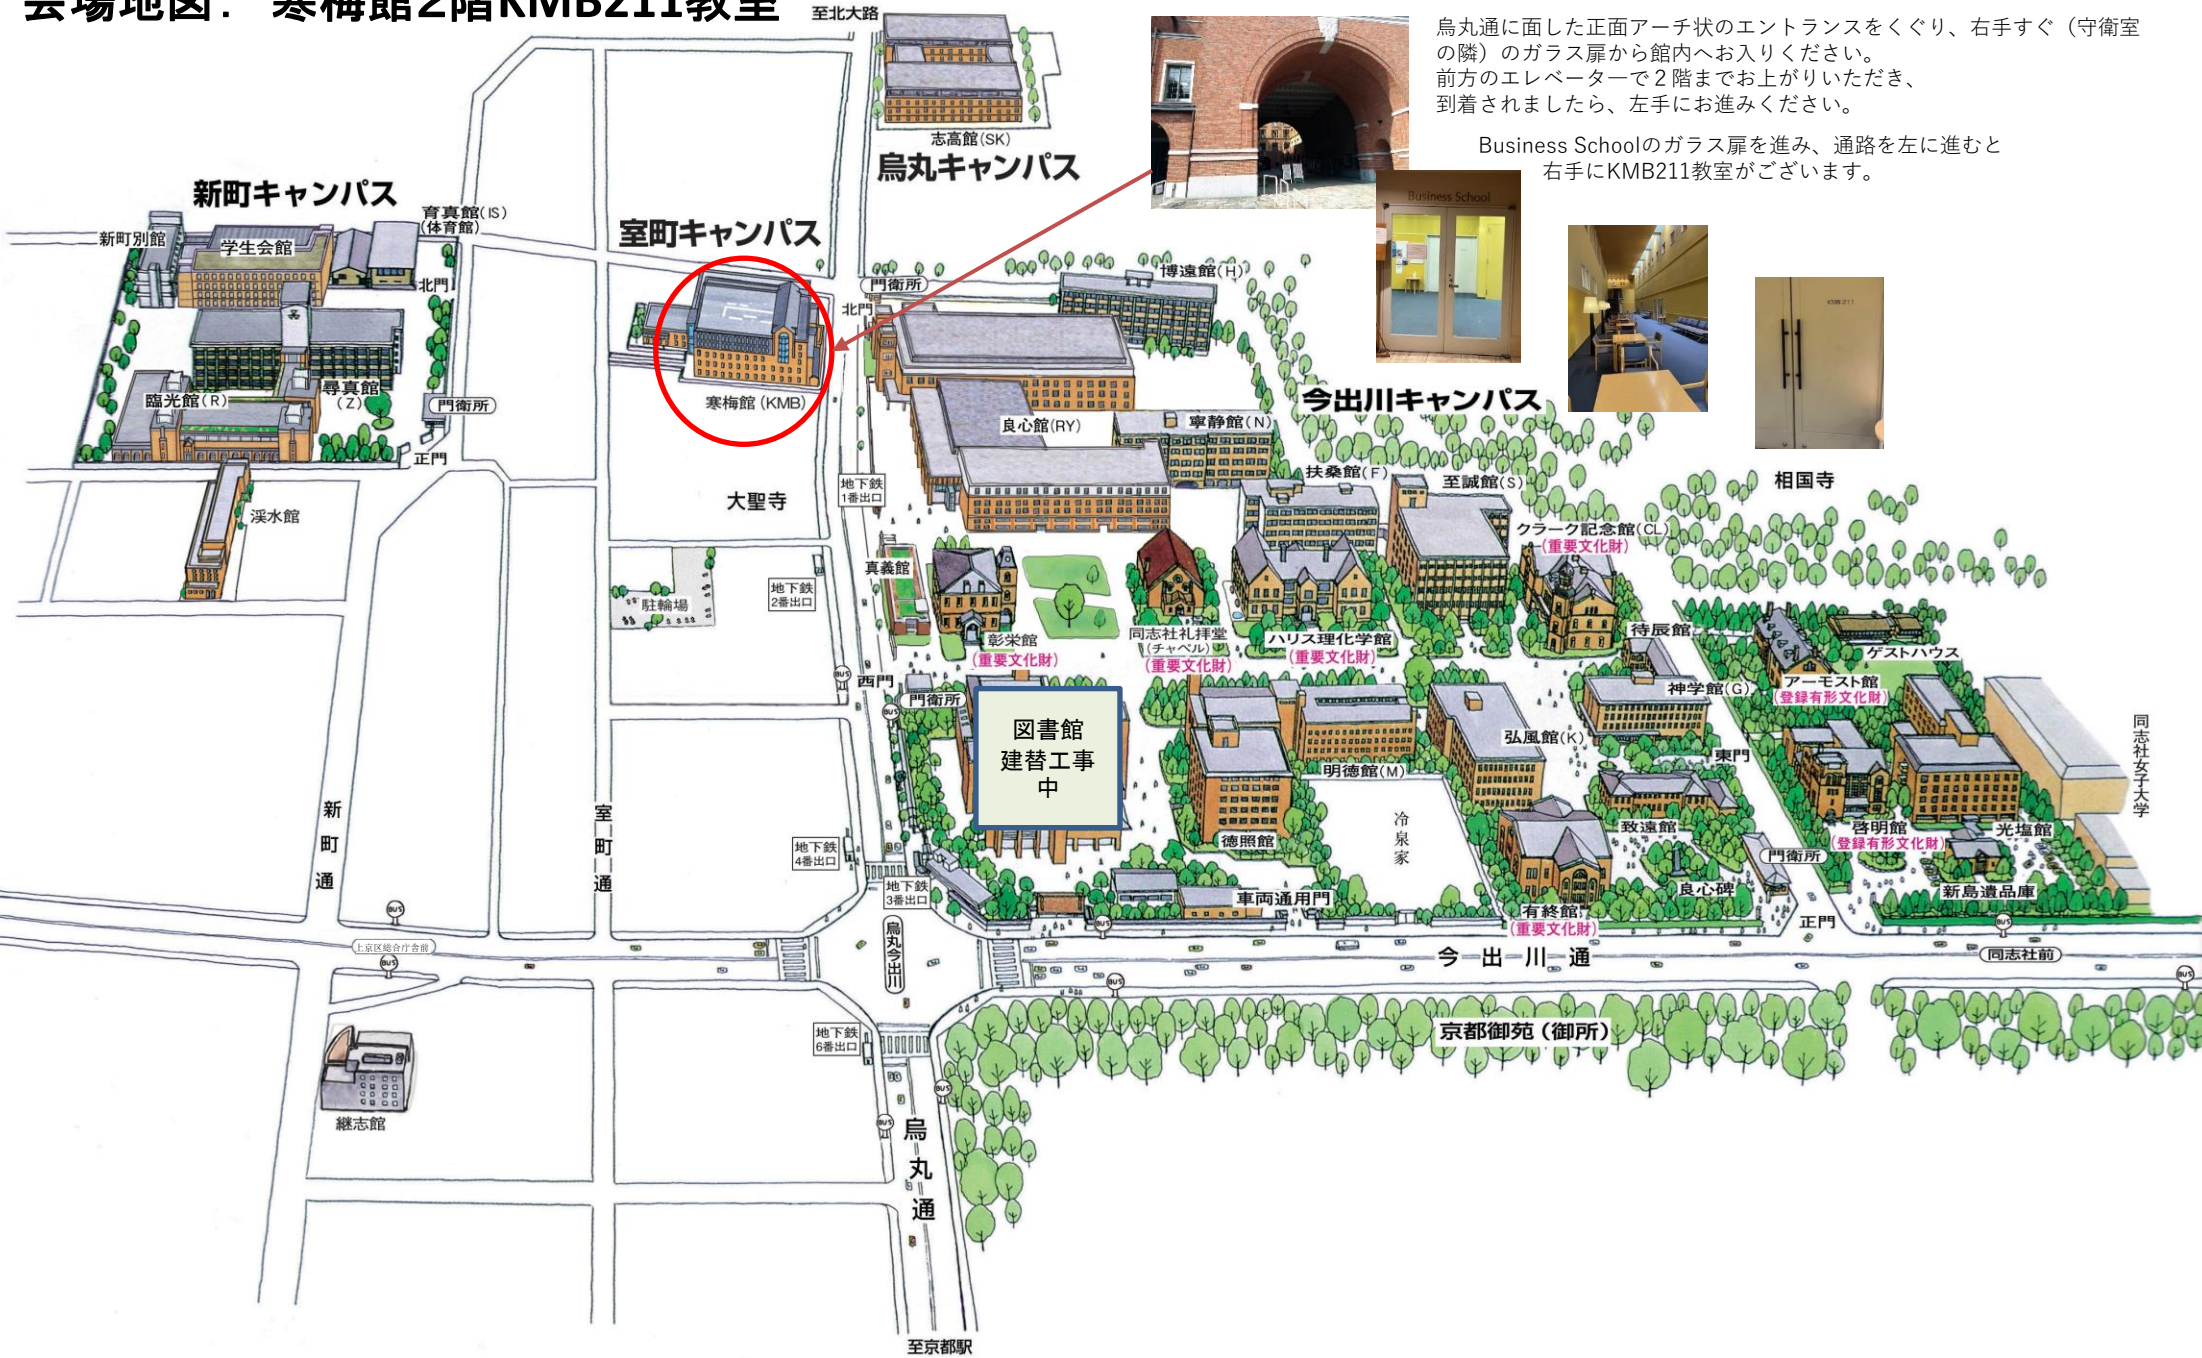 会場地図： 寒梅館2階KMB211教室
至北大路
烏丸通に面した正面アーチ状のエントランスをくぐり、右手すぐ（守衛室
の隣）のガラス扉から館内へお入りください。
前方のエレベーターで２階までお上がりいただき、
到着されましたら、左手にお進みください。
Business Schoolのガラス扉を進み、通路を左に進むと
右手にKMB211教室がございます。
志高館(SK)
烏丸キャンパス
新町キャンパス
室町キャンパス
今出川キャンパス
Business School
KMB 211
育真館(IS)
(体育館)
新町別館
学生会館
北門
臨光館(R)
尋真館
(Z)
門衛所
正門
渓水館
寒梅館(KMB)
門衛所
北門
博遠館(H)
良心館(RY)
寧静館(N)
扶桑館(F)
至誠館(S)
相国寺
クラーク記念館(CL)
(重要文化財)
大聖寺
地下鉄
1番出口
地下鉄
2番出口
駐輪場
真義館
彰栄館
(重要文化財)
同志社礼拝堂
(チャペル)
(重要文化財)
ハリス理化学館
(重要文化財)
待辰館
ゲストハウス
アーモスト館
(登録有形文化財)
神学館(G)
BUS
西門
門衛所
BUS
図書館
建替工事
中
弘風館(K)
東門
明徳館(M)
同志社女子大学
新町通
室町通
徳照館
冷泉家
致遠館
啓明館
(登録有形文化財)
光塩館
門衛所
地下鉄
4番出口
地下鉄
3番出口
車両通用門
良心碑
新島遺品庫
有終館
(重要文化財)
正門
BUS
BUS
BUS
上京区総合庁舎前
BUS
烏丸今出川
今出川通
同志社前
BUS
BUS
地下鉄
6番出口
京都御苑(御所)
継志館
BUS
BUS
烏丸通
至京都駅